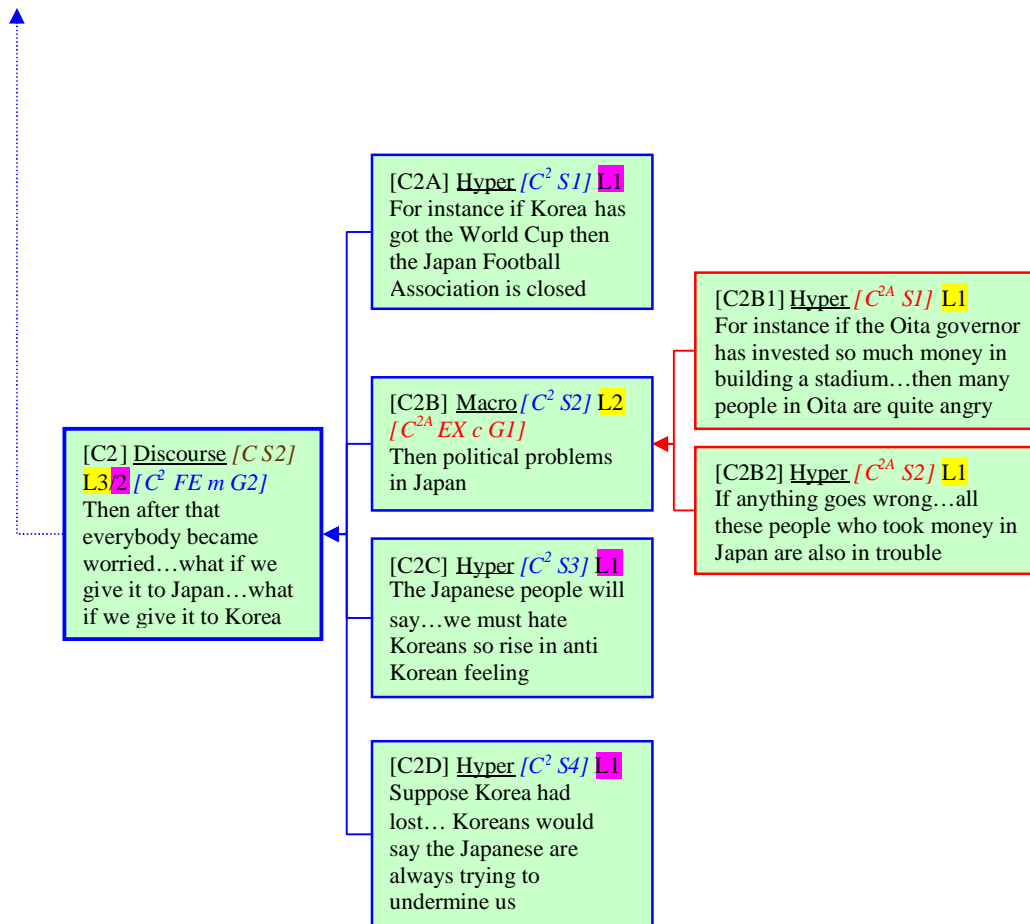 [C2A] Hyper [C² S1] L1
For instance if Korea has
got the World Cup then
the Japan Football
Association is closed
[C2B1] Hyper [C²ᴬ S1] L1
For instance if the Oita governor
has invested so much money in
building a stadium…then many
people in Oita are quite angry
[C2B] Macro [C² S2] L2
[C²ᴬ EX c G1]
Then political problems
in Japan
[C2] Discourse [C S2]
L3/2 [C² FE m G2]
Then after that
everybody became
worried…what if we
give it to Japan…what
if we give it to Korea
[C2B2] Hyper [C²ᴬ S2] L1
If anything goes wrong…all
these people who took money in
Japan are also in trouble
[C2C] Hyper [C² S3] L1
The Japanese people will
say…we must hate
Koreans so rise in anti
Korean feeling
[C2D] Hyper [C² S4] L1
Suppose Korea had
lost… Koreans would
say the Japanese are
always trying to
undermine us